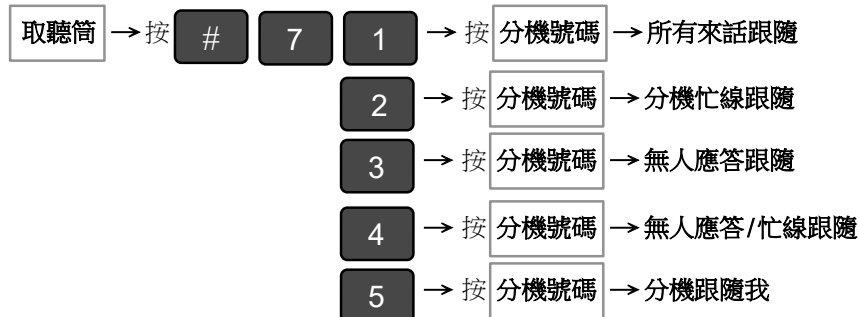 取聽筒→按 # 7 1 → 按 分機號碼 →所有來話跟隨
2 → 按 分機號碼 →分機忙線跟隨
3 → 按 分機號碼 →無人應答跟隨
4 → 按 分機號碼 →無人應答/忙線跟隨
5 → 按 分機號碼 →分機跟隨我